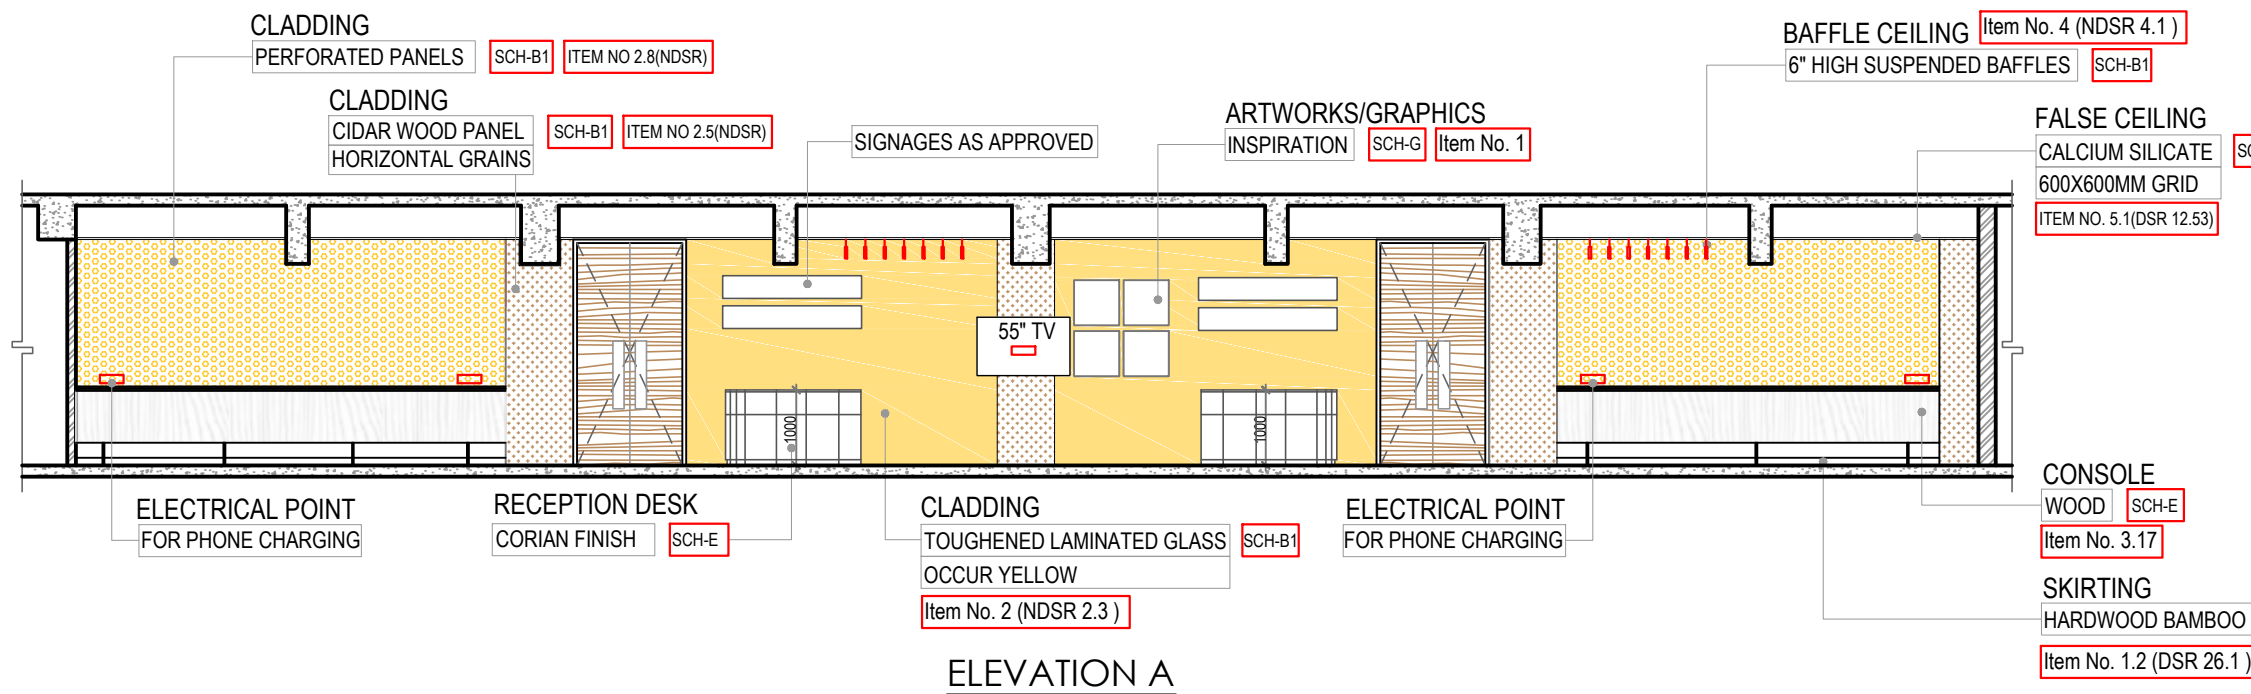 CLADDING
PERFORATED PANELS SCH-B1 ITEM NO 2.8(NDSR)
CLADDING
CIDAR WOOD PANEL SCH-B1 ITEM NO 2.5(NDSR)
HORIZONTAL GRAINS
SIGNAGES AS APPROVED
ARTWORKS/GRAPHICS
INSPIRATION SCH-G Item No. 1
BAFFLE CEILING Item No. 4 (NDSR 4.1 )
6" HIGH SUSPENDED BAFFLES SCH-B1
FALSE CEILING
CALCIUM SILICATE
600X600MM GRID
ITEM NO. 5.1(DSR 12.53)
55" TV
1000
1000
ELECTRICAL POINT
FOR PHONE CHARGING
RECEPTION DESK
CORIAN FINISH SCH-E
CLADDING
TOUGHENED LAMINATED GLASS SCH-B1
OCCUR YELLOW
Item No. 2 (NDSR 2.3 )
ELECTRICAL POINT
FOR PHONE CHARGING
CONSOLE
WOOD SCH-E
Item No. 3.17
SKIRTING
HARDWOOD BAMBOO
Item No. 1.2 (DSR 26.1 )
ELEVATION A